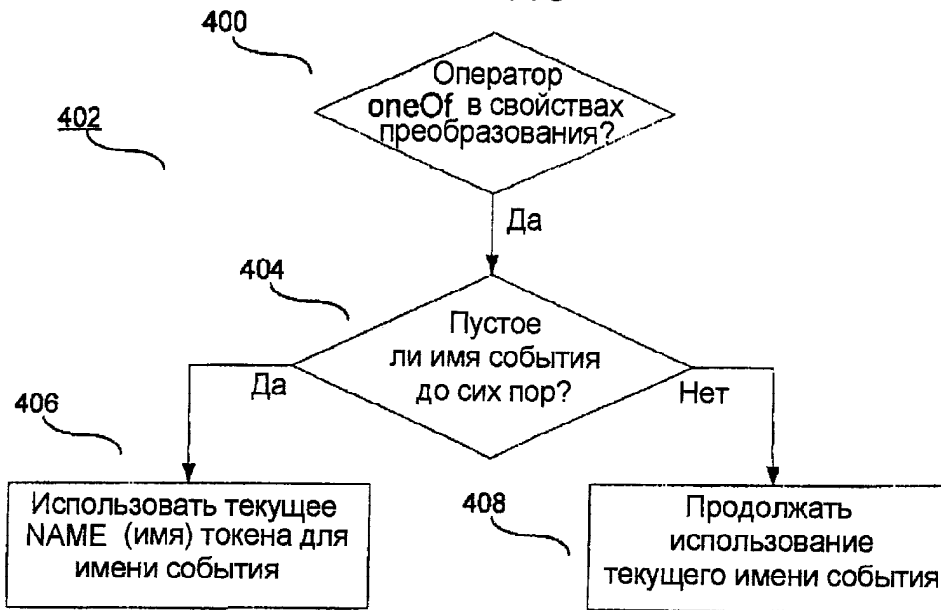 400
Оператор
oneOf в свойствах
преобразования?
402
Да
404
Пустое
ли имя события
до сих пор?
Да
Нет
406
Использовать текущее
NAME (имя) токена для
имени события
408
Продолжать
использование
текущего имени события